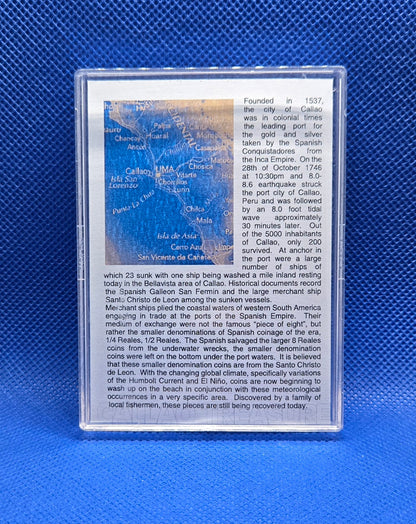 Founded in 1537,
the city of Callao
was in colonial times
the leading port for
the gold and silver
taken by the Spanish
Conquistadores from
the Inca Empire. On the
28th of October 1746
at 10:30pm and 8.0-
8.6 earthquake struck
the port city of Callao,
Peru and was followed
by an 8.0 foot tidal
wave approximately
30 minutes later. Out
of the 5000 inhabitants
of Callao, only 200
survived. At anchor in
the port were a large
number of ships of
which 23 sunk with one ship being washed a mile inland resting
today in the Bellavista area of Callao. Historical documents record
the Spanish Galleon San Fermin and the large merchant ship
Santo Christo de Leon among the sunken vessels.
Merchant ships plied the coastal waters of western South America
engaging in trade at the ports of the Spanish Empire. Their
medium of exchange were not the famous "piece of eight", but
rather the smaller denominations of Spanish coinage of the era,
1/4 Reales, 1/2 Reales. The Spanish salvaged the larger 8 Reales
coins from the underwater wrecks, the smaller denomination
coins were left on the bottom under the port waters. It is believed
that these smaller denomination coins are from the Santo Christo
de Leon. With the changing global climate, specifically variations
of the Humbolt Current and El Niño, coins are now beginning to
wash up on the beach in conjunction with these meteorological
occurrences in a very specific area. Discovered by a family of
local fishermen, these pieces are still being recovered today.
Huaral
Chancay
Callao
LIMA
Vitarte
Chosica
Isla San
Lorenzo
Chorrillos
Lurin
Chilca
Mala
Isla de Asia
Cerro Azul
San Vicente de Cañete